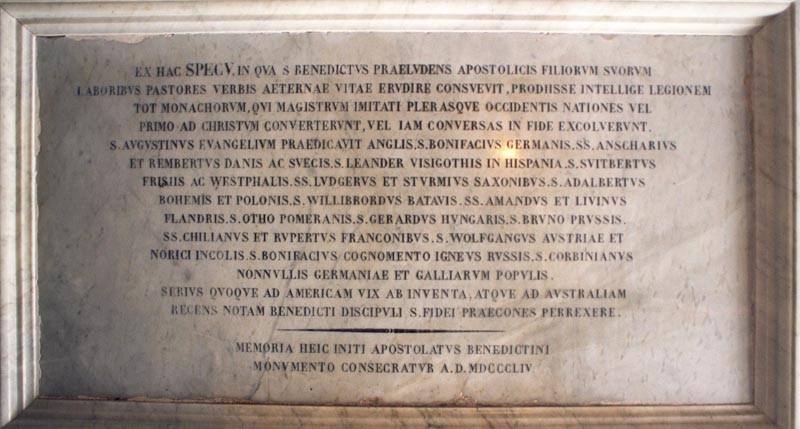 EX HAC SPECV, IN QVA S BENEDICTVS PRAELVDENS APOSTOLICIS FILIORVM SVORVM
LABORIBVS PASTORES VERBIS AETERNAE VITAE ERVDIRE CONSVEVIT, PRODIISSE INTELLIGE LEGIONEM
TOT MONACHORVM, QVI MAGISTRVM IMITATI PLERASQVE OCCIDENTIS NATIONES VEL
PRIMO AD CHRISTVM CONVERTERVNT, VEL IAM CONVERSAS IN FIDE EXCOLVERVNT.
S. AVGVSTINVS EVANGELIVM PRAEDICAVIT ANGLIS, S. BONIFACIVS GERMANIS. SS. ANSCHARIVS
ET REMBERTVS DANIS AC SVECIS. S. LEANDER VISIGOTHIS IN HISPANIA. S. SVITBERTVS
FRISIIS AC WESTPHALIS. SS. LVDGERVS ET STVRMIVS SAXONIBVS. S. ADALBERTVS
BOHEMIS ET POLONIS. S. WILLIBRORDVS BATAVIS. SS. AMANDVS ET LIVINVS
FLANDRIS. S. OTHO POMERANIS. S. GERARDVS HVNGARIS. S. BRVNO PRVSSIS.
SS. CHILIANVS ET RVPERTVS FRANCONIBVS. S. WOLFGANGVS AVSTRIAE ET
NORICI INCOLIS. S. BONIFACIVS COGNOMENTO IGNEVS RVSSIS. S. CORBINIANVS
NONNVLLIS GERMANIAE ET GALLIARVM POPVLIS.
SERIVS QVOQVE AD AMERICAM VIX AB INVENTA, ATQVE AD AVSTRALIAM
RECENS NOTAM BENEDICTI DISCIPVLI S. FIDEI PRAECONES PERREXERE.
MEMORIA HEIC INITI APOSTOLATVS BENEDICTINI
MONVMENTO CONSECRATVR A. D. MDCCCLIV